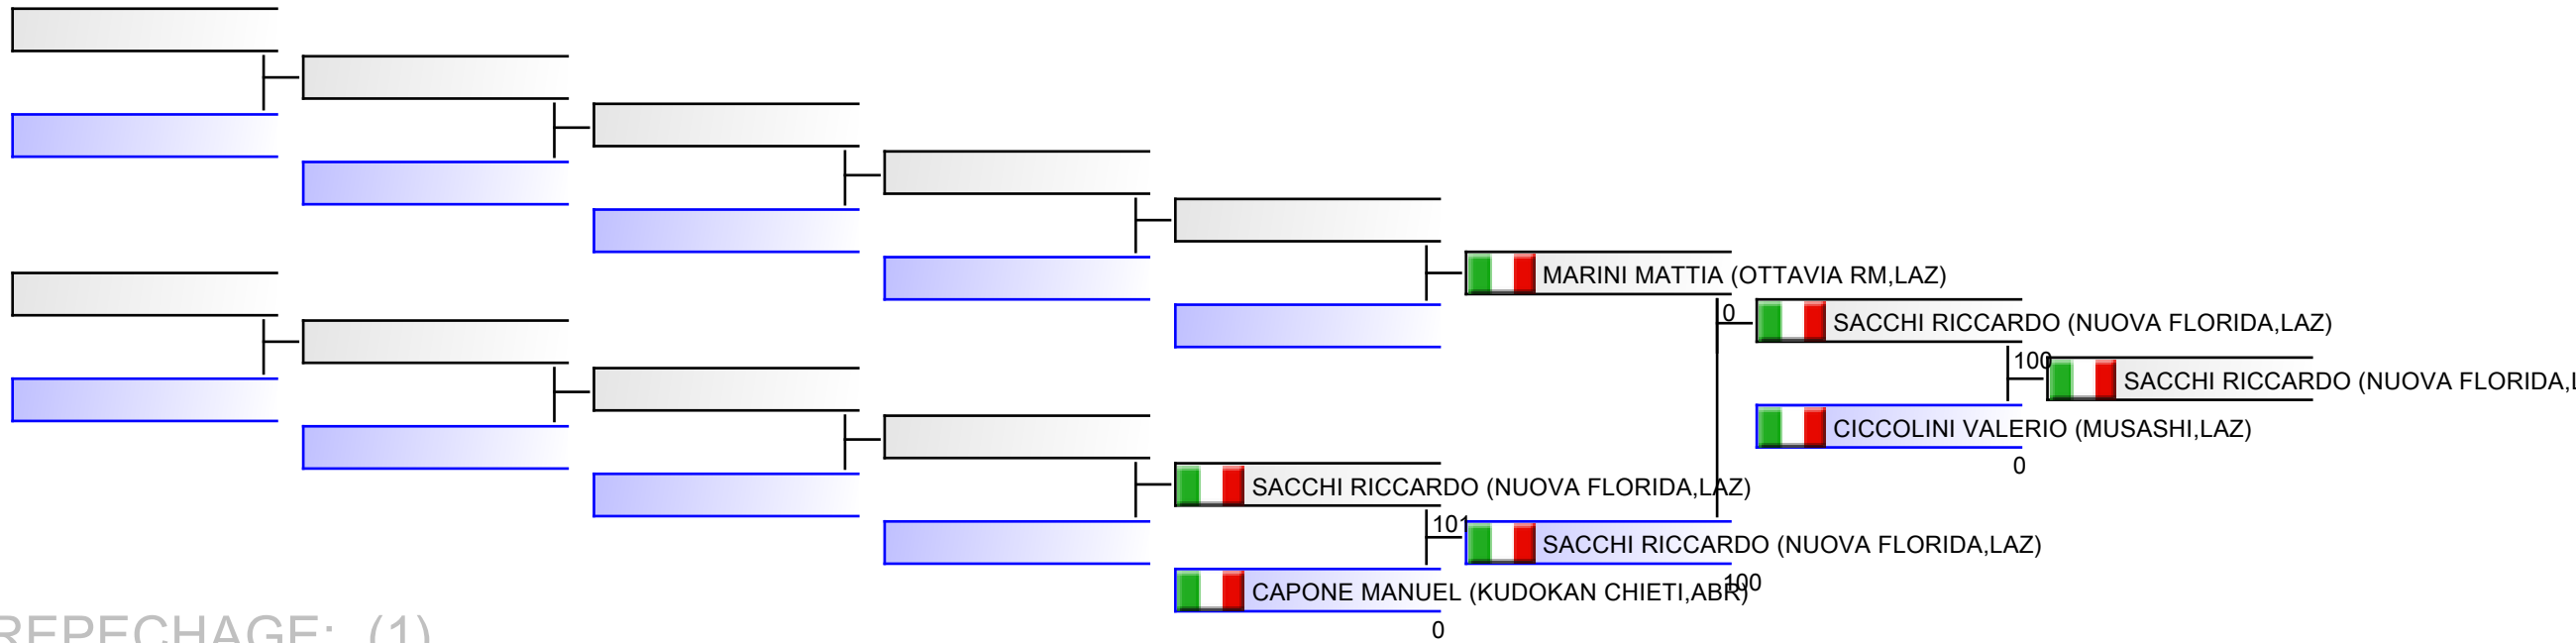 MARINI MATTIA (OTTAVIA RM,LAZ)
0
SACCHI RICCARDO (NUOVA FLORIDA,LAZ)
100
SACCHI RICCARDO (NUOVA FLORIDA,L
CICCOLINI VALERIO (MUSASHI,LAZ)
0
SACCHI RICCARDO (NUOVA FLORIDA,LAZ)
101
SACCHI RICCARDO (NUOVA FLORIDA,LAZ)
100
CAPONE MANUEL (KUDOKAN CHIETI,ABR)
0
REPECHAGE: (1)